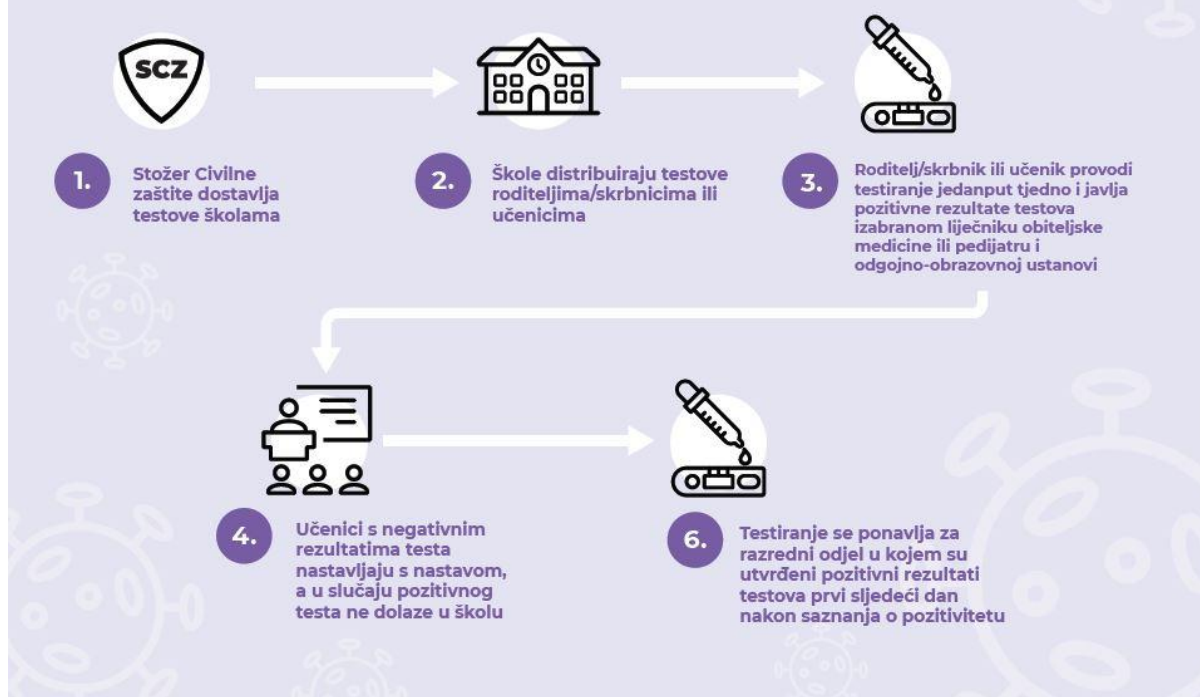 SCZ
1.
Stožer Civilne
zaštite dostavlja
testove školama
2.
Škole distribuiraju testove
roditeljima/skrbnicima ili
učenicima
3.
Roditelj/skrbnik ili učenik provodi
testiranje jedanput tjedno i javlja
pozitivne rezultate testova
izabranom liječniku obiteljske
medicine ili pedijatru i
odgojno-obrazovnoj ustanovi
4.
Učenici s negativnim
rezultatima testa
nastavljaju s nastavom,
a u slučaju pozitivnog
testa ne dolaze u školu
6.
Testiranje se ponavlja za
razredni odjel u kojem su
utvrđeni pozitivni rezultati
testova prvi sljedeći dan
nakon saznanja o pozitivitetu